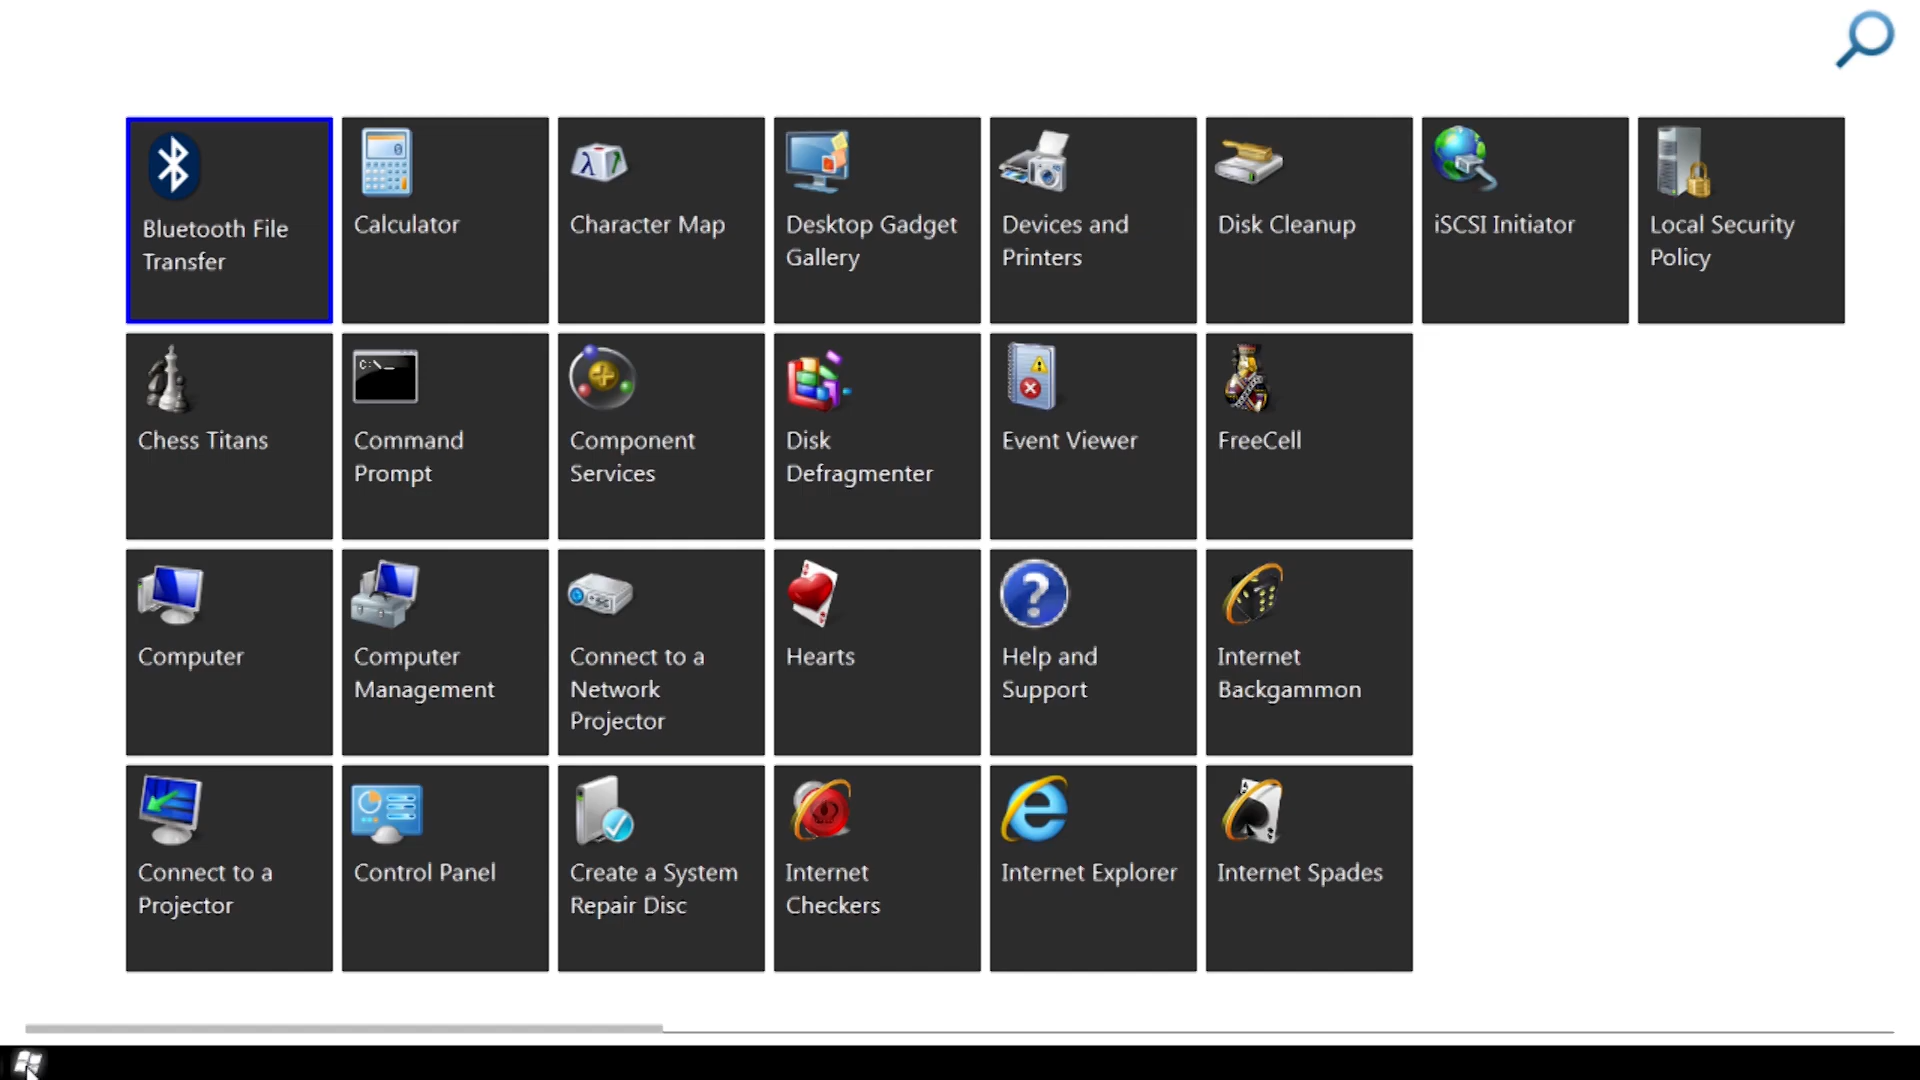 Bluetooth File
Transfer
Calculator
Character Map
Desktop Gadget
Gallery
Devices and
Printers
Disk Cleanup
iSCSI Initiator
Local Security
Policy
Chess Titans
C:\._
Command
Prompt
Component
Services
Disk
Defragmenter
Event Viewer
FreeCell
Computer
Computer
Management
Connect to a
Network
Projector
Hearts
Help and
Support
Internet
Backgammon
Connect to a
Projector
Control Panel
Create a System
Repair Disc
Internet
Checkers
Internet Explorer
Internet Spades